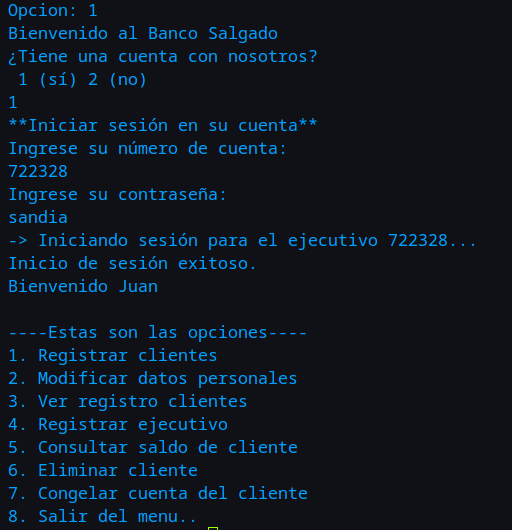 Opcion: 1
Bienvenido al Banco Salgado
¿Tiene una cuenta con nosotros?
1 (sí) 2 (no)
1
**Iniciar sesión en su cuenta**
Ingrese su número de cuenta:
722328
Ingrese su contraseña:
sandia
-> Iniciando sesión para el ejecutivo 722328...
Inicio de sesión exitoso.
Bienvenido Juan
----Estas son las opciones----
1. Registrar clientes
2. Modificar datos personales
3. Ver registro clientes
4. Registrar ejecutivo
5. Consultar saldo de cliente
6. Eliminar cliente
7. Congelar cuenta del cliente
8. Salir del menu..